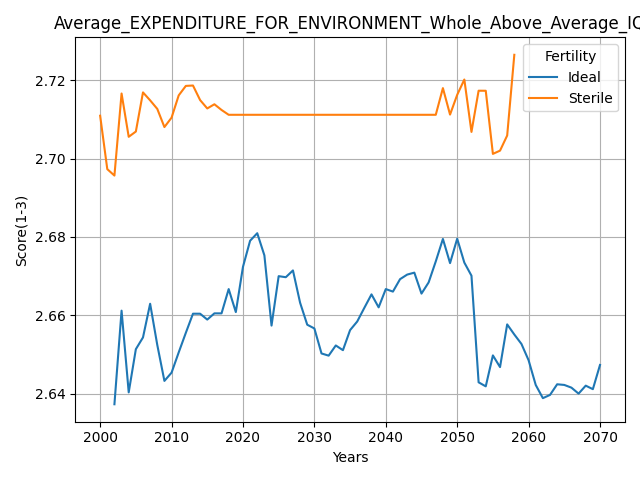 Average_EXPENDITURE_FOR_ENVIRONMENT_Whole_Above_Average_IQ
Fertility
Ideal
Sterile
2.72
2.70
2.68
2.66
2.64
Score(1-3)
2000 2010 2020 2030 2040 2050 2060 2070
Years